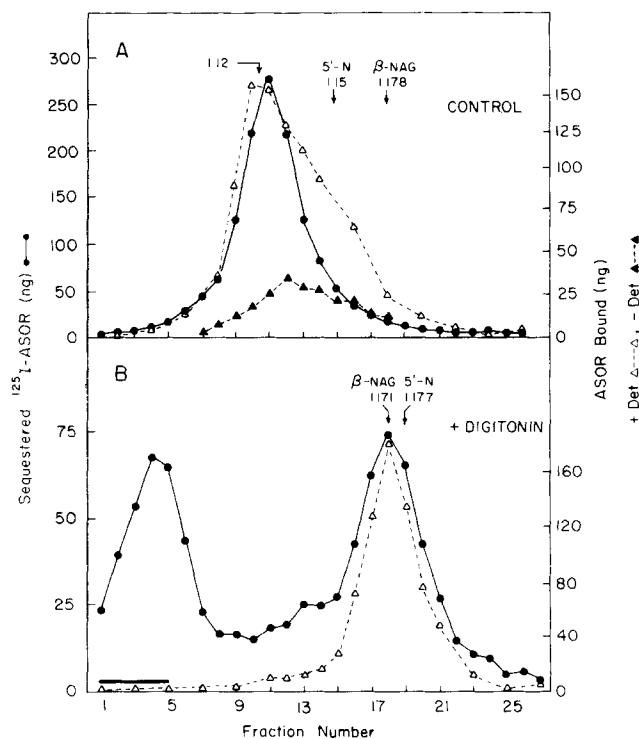 A
1.12
5'-N
1.15
β-NAG
1.178
CONTROL
300
250
200
150
100
50
0
150
125
100
75
50
25
0
Sequestered ¹²⁵I-ASOR (ng) ●—●
ASOR Bound (ng)
+ Det △---△, - Det ▲---▲
B
β-NAG
1.171
5'-N
1.177
+ DIGITONIN
75
50
25
0
160
120
80
40
0
1 5 9 13 17 21 25
Fraction Number